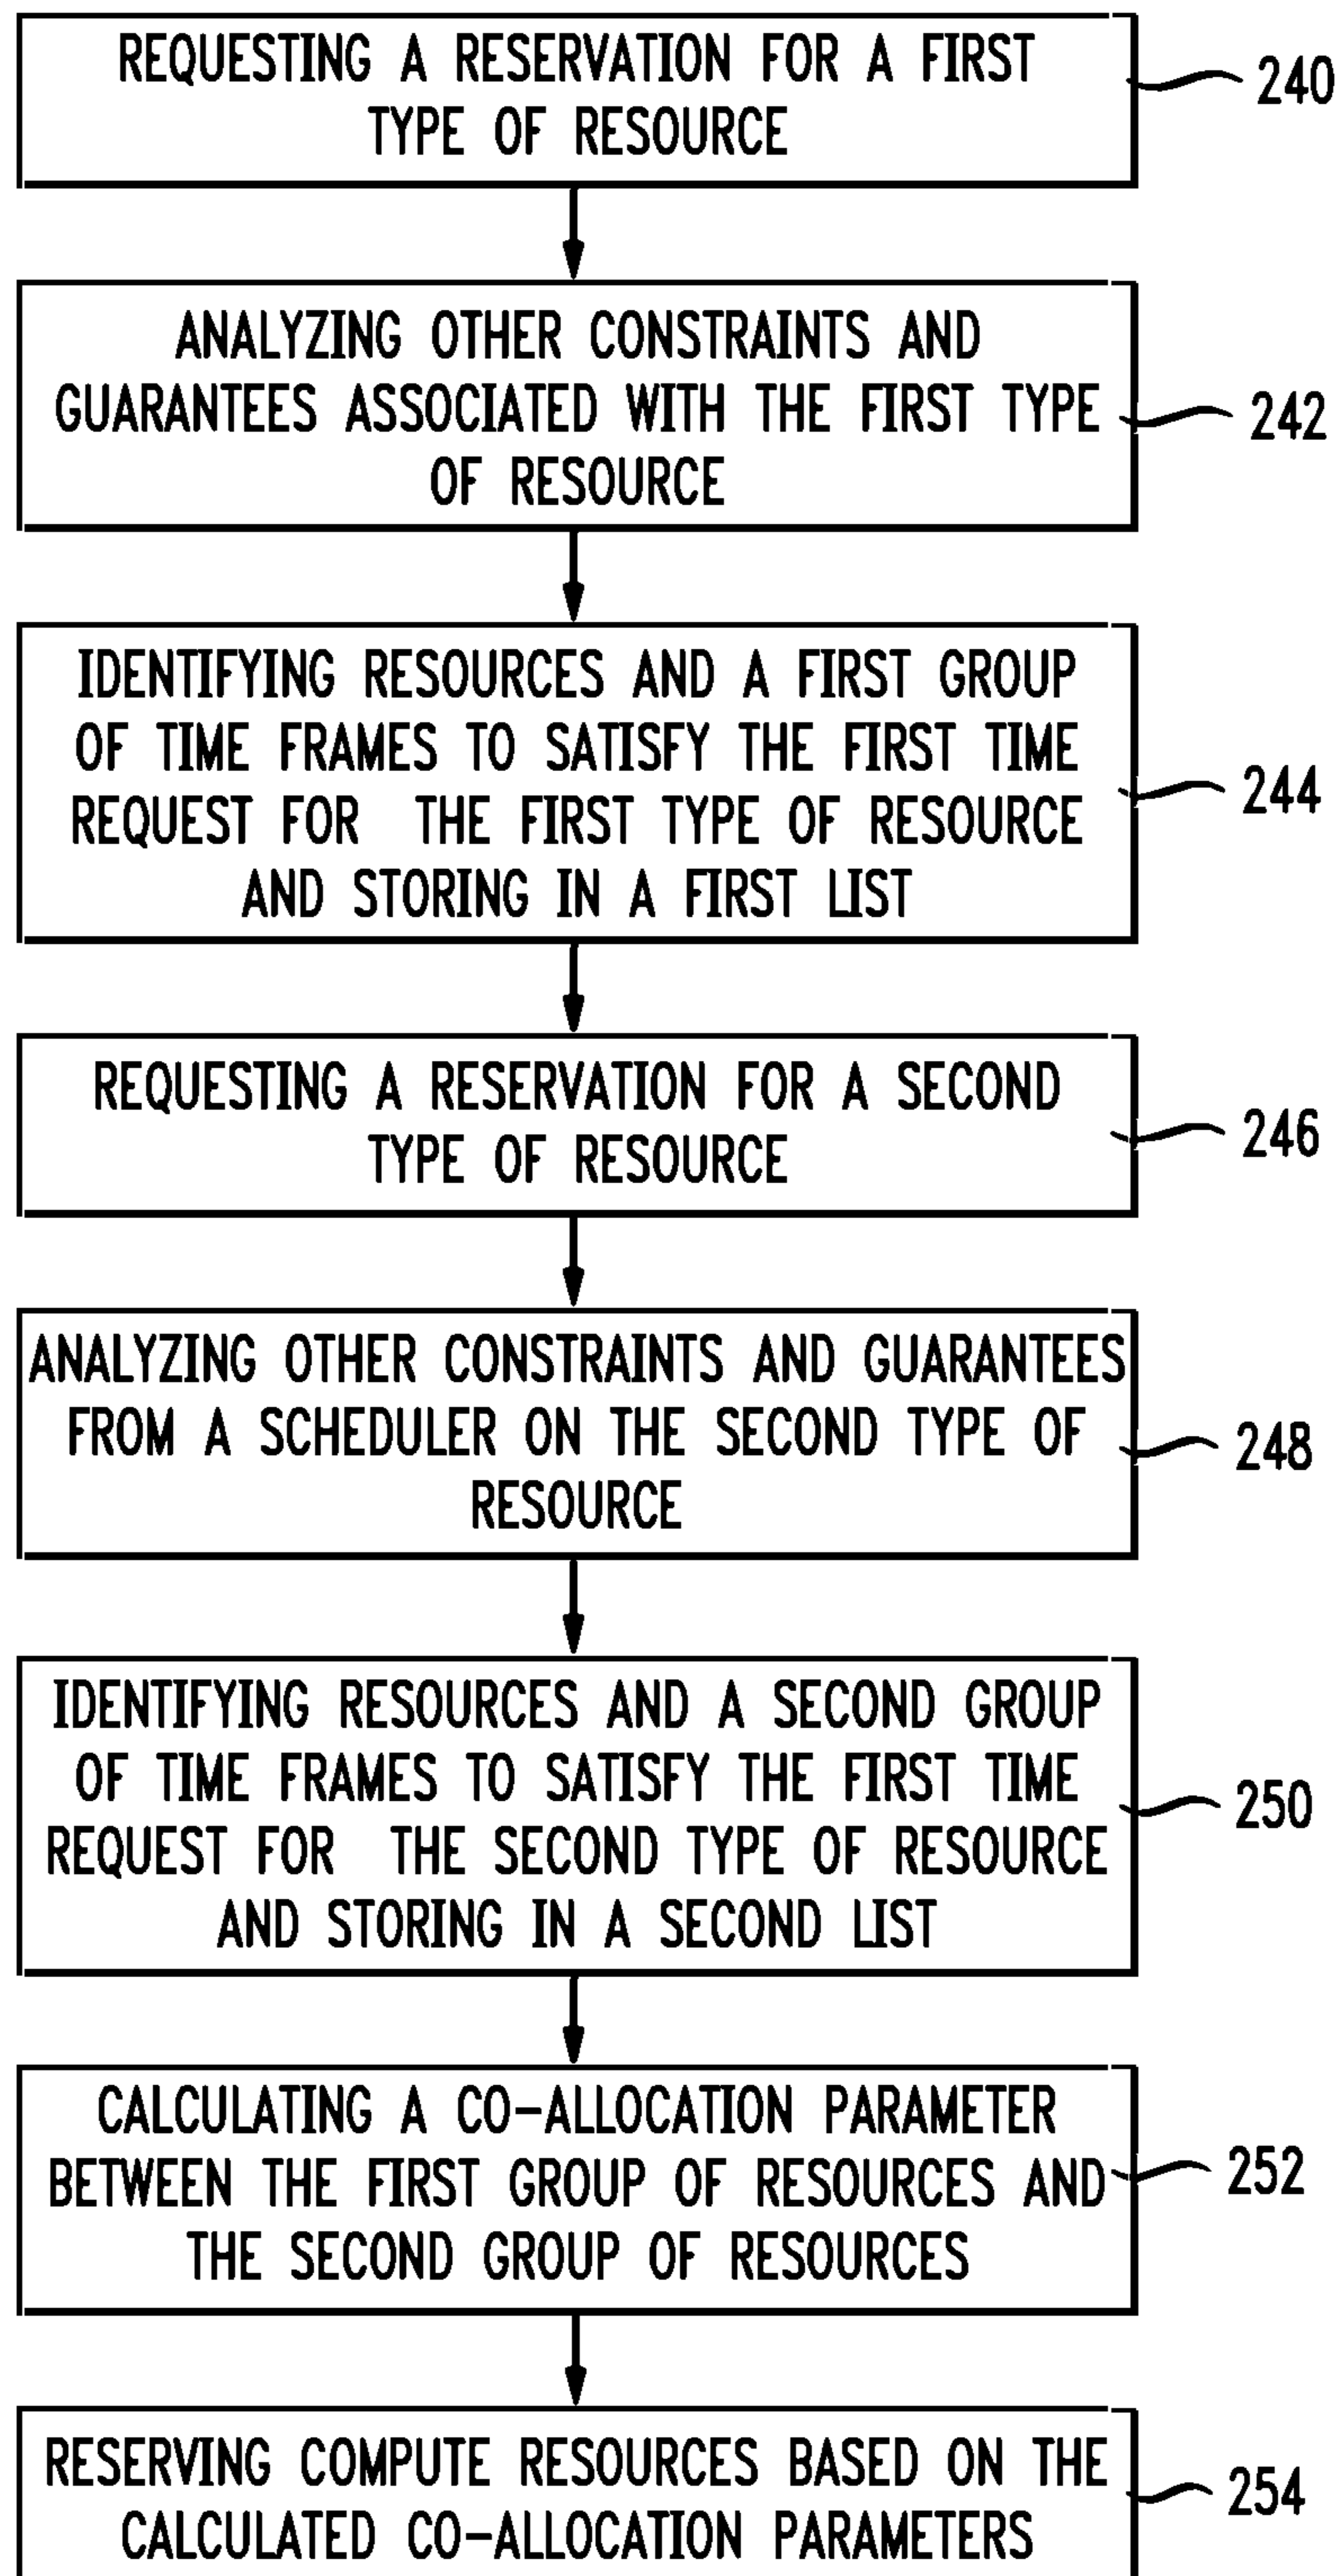 REQUESTING A RESERVATION FOR A FIRST
TYPE OF RESOURCE
240
ANALYZING OTHER CONSTRAINTS AND
GUARANTEES ASSOCIATED WITH THE FIRST TYPE
OF RESOURCE
242
IDENTIFYING RESOURCES AND A FIRST GROUP
OF TIME FRAMES TO SATISFY THE FIRST TIME
REQUEST FOR THE FIRST TYPE OF RESOURCE
AND STORING IN A FIRST LIST
244
REQUESTING A RESERVATION FOR A SECOND
TYPE OF RESOURCE
246
ANALYZING OTHER CONSTRAINTS AND GUARANTEES
FROM A SCHEDULER ON THE SECOND TYPE OF
RESOURCE
248
IDENTIFYING RESOURCES AND A SECOND GROUP
OF TIME FRAMES TO SATISFY THE FIRST TIME
REQUEST FOR THE SECOND TYPE OF RESOURCE
AND STORING IN A SECOND LIST
250
CALCULATING A CO-ALLOCATION PARAMETER
BETWEEN THE FIRST GROUP OF RESOURCES AND
THE SECOND GROUP OF RESOURCES
252
RESERVING COMPUTE RESOURCES BASED ON THE
CALCULATED CO-ALLOCATION PARAMETERS
254